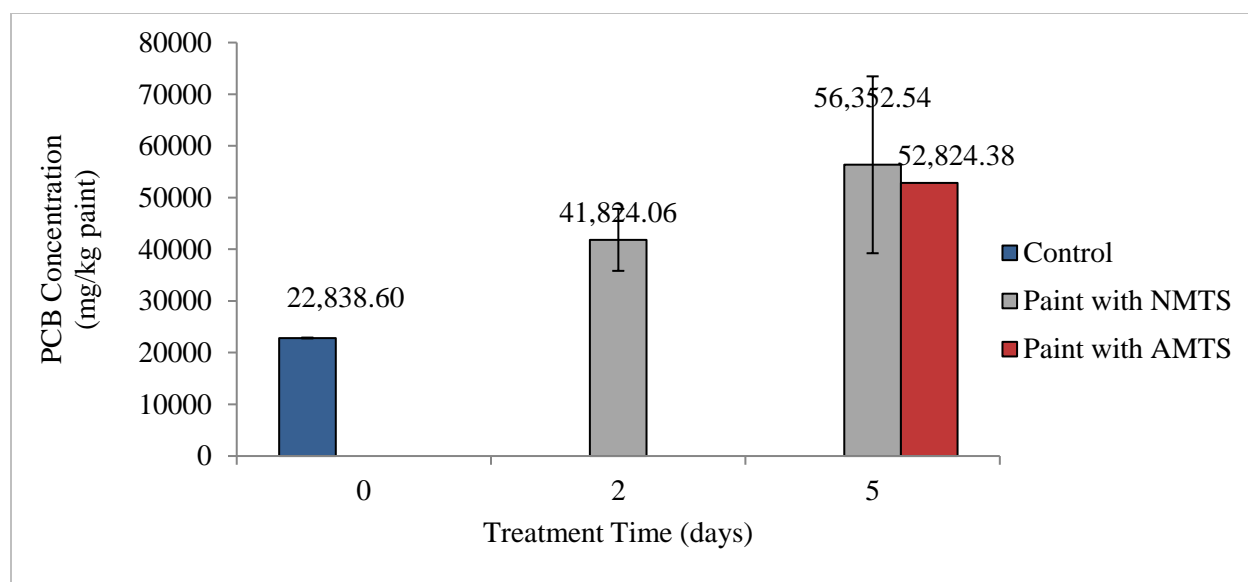 80000
70000
60000
50000
40000
30000
20000
10000
0
PCB Concentration
(mg/kg paint)
22,838.60
41,824.06
56,352.54
52,824.38
0 2 5
Treatment Time (days)
Control
Paint with NMTS
Paint with AMTS